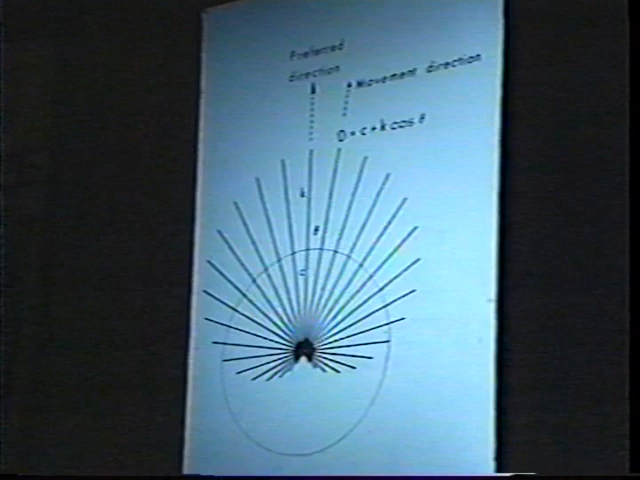 Preferred
direction
Movement direction
D = c + k cos θ
k
θ
c